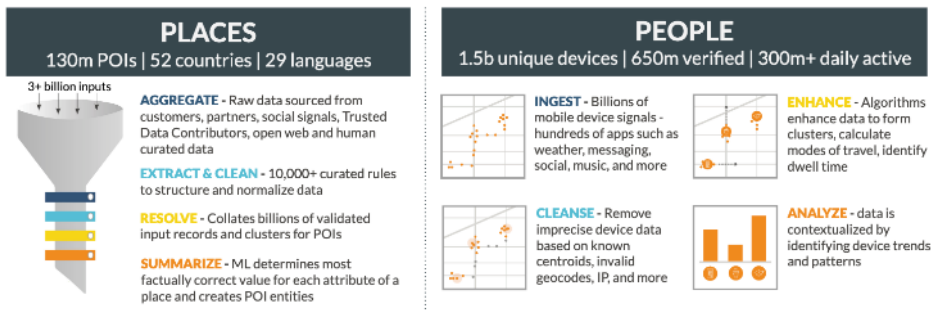 PLACES
130m POIs | 52 countries | 29 languages
3+ billion inputs
AGGREGATE - Raw data sourced from
customers, partners, social signals, Trusted
Data Contributors, open web and human
curated data
EXTRACT & CLEAN - 10,000+ curated rules
to structure and normalize data
RESOLVE - Collates billions of validated
input records and clusters for POIs
SUMMARIZE - ML determines most
factually correct value for each attribute of a
place and creates POI entities
PEOPLE
1.5b unique devices | 650m verified | 300m+ daily active
INGEST - Billions of
mobile device signals -
hundreds of apps such as
weather, messaging,
social, music, and more
ENHANCE - Algorithms
enhance data to form
clusters, calculate
modes of travel, identify
dwell time
CLEANSE - Remove
imprecise device data
based on known
centroids, invalid
geocodes, IP, and more
ANALYZE - data is
contextualized by
identifying device trends
and patterns